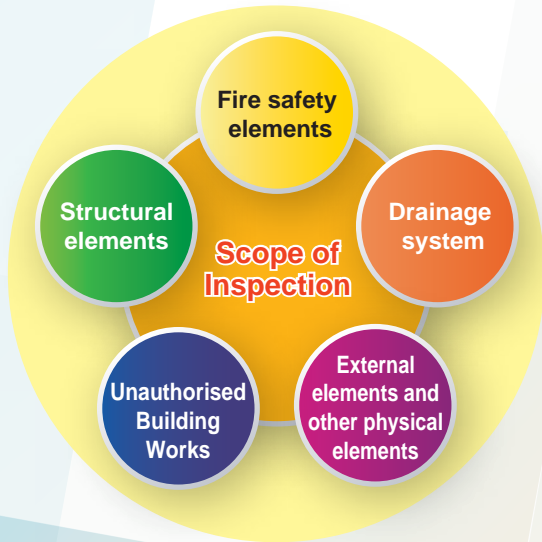 Fire safety
elements
Structural
elements
Drainage
system
Scope of
Inspection
Unauthorised
Building
Works
External
elements and
other physical
elements